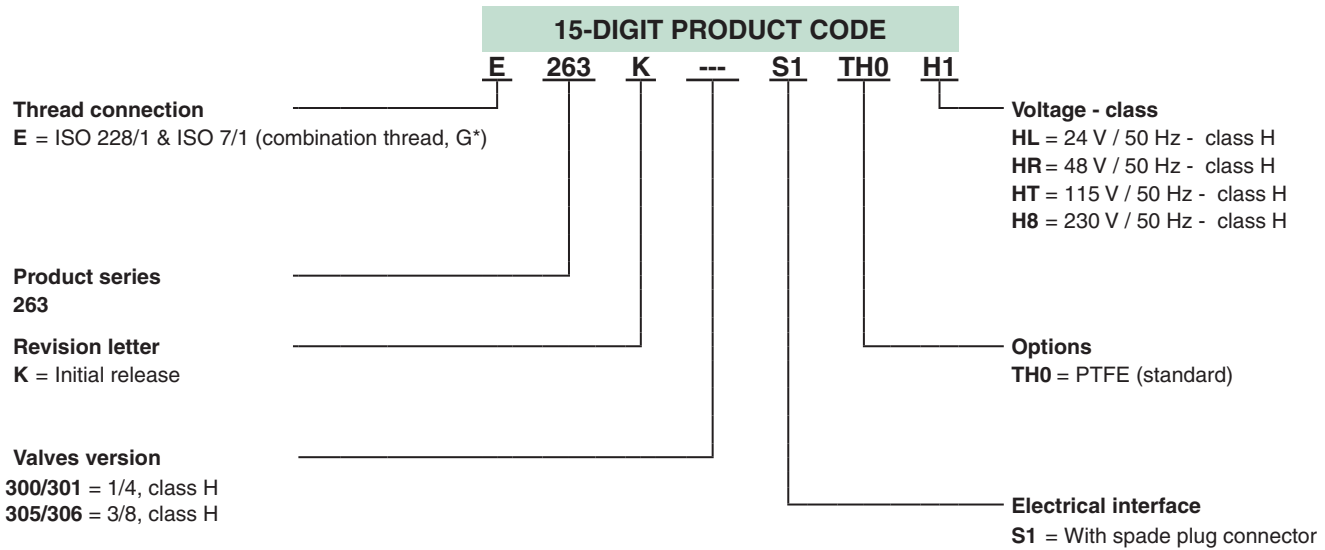 15-DIGIT PRODUCT CODE
E 263 K --- S1 TH0 H1
Thread connection
E = ISO 228/1 & ISO 7/1 (combination thread, G*)
Product series
263
Revision letter
K = Initial release
Valves version
300/301 = 1/4, class H
305/306 = 3/8, class H
Voltage - class
HL = 24 V / 50 Hz - class H
HR = 48 V / 50 Hz - class H
HT = 115 V / 50 Hz - class H
H8 = 230 V / 50 Hz - class H
Options
TH0 = PTFE (standard)
Electrical interface
S1 = With spade plug connector